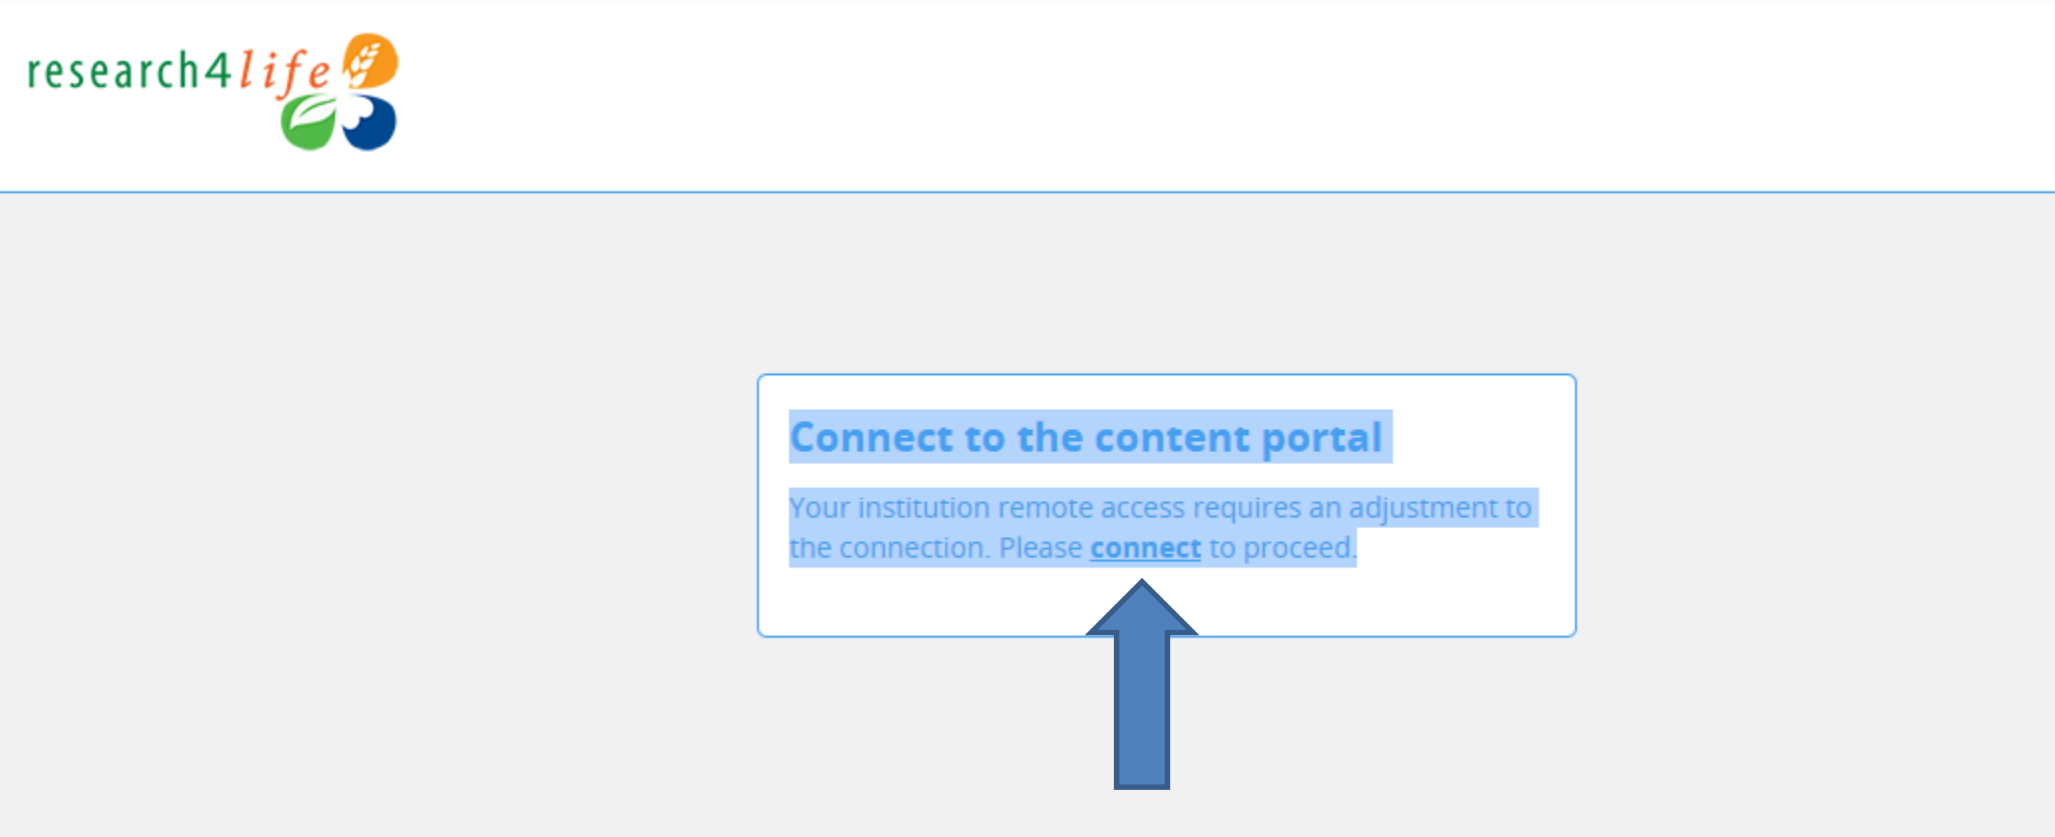 research4life
Connect to the content portal
Your institution remote access requires an adjustment to
the connection. Please connect to proceed.